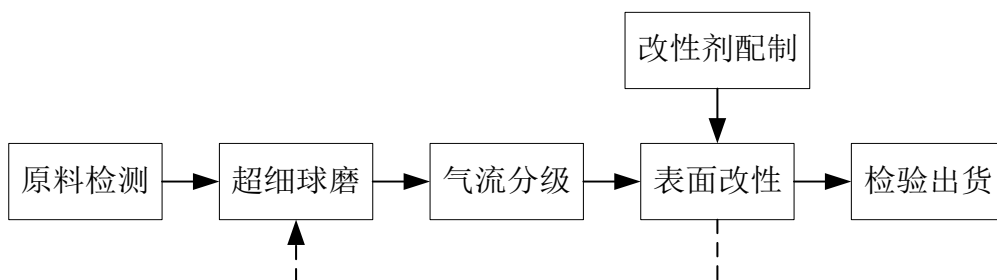 改性剂配制
原料检测
超细球磨
气流分级
表面改性
检验出货